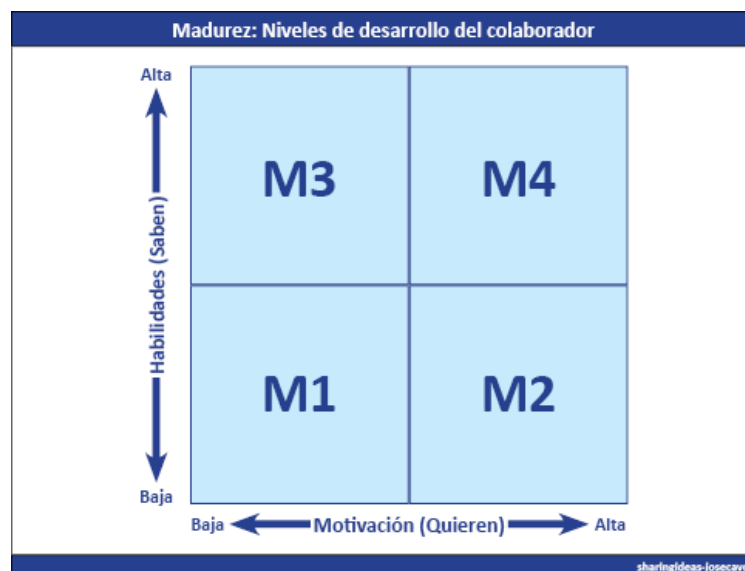 Madurez: Niveles de desarrollo del colaborador
Alta
M3
M4
Habilidades (Saben)
M1
M2
Baja
Baja
Motivación (Quieren)
Alta